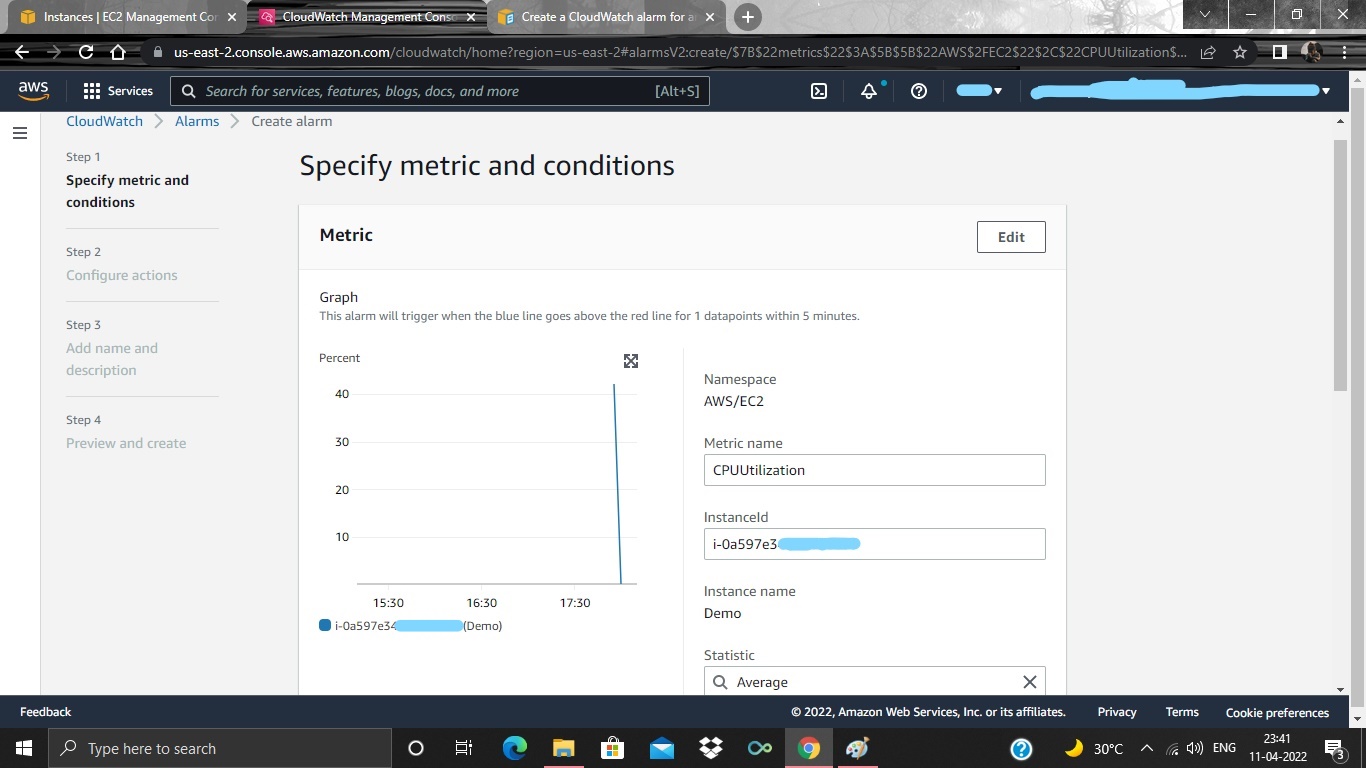 Instances | EC2 Management Cor
CloudWatch Management Conso
Create a CloudWatch alarm for a
us-east-2.console.aws.amazon.com/cloudwatch/home?region=us-east-2#alarmsV2:create/$7B$22metrics$22$3A$5B$5B$22AWS$2FEC2$22$2C$22CPUUtilization$...
aws
Services
Search for services, features, blogs, docs, and more
[Alt+S]
CloudWatch
Alarms
Create alarm
Step 1
Specify metric and
conditions
Step 2
Configure actions
Step 3
Add name and
description
Step 4
Preview and create
Specify metric and conditions
Metric
Edit
Graph
This alarm will trigger when the blue line goes above the red line for 1 datapoints within 5 minutes.
Percent
40
30
20
10
15:30
16:30
17:30
i-0a597e34
(Demo)
Namespace
AWS/EC2
Metric name
CPUUtilization
InstanceId
i-0a597e3
Instance name
Demo
Statistic
Average
Feedback
© 2022, Amazon Web Services, Inc. or its affiliates.
Privacy
Terms
Cookie preferences
Type here to search
30°C
ENG
23:41
11-04-2022
3